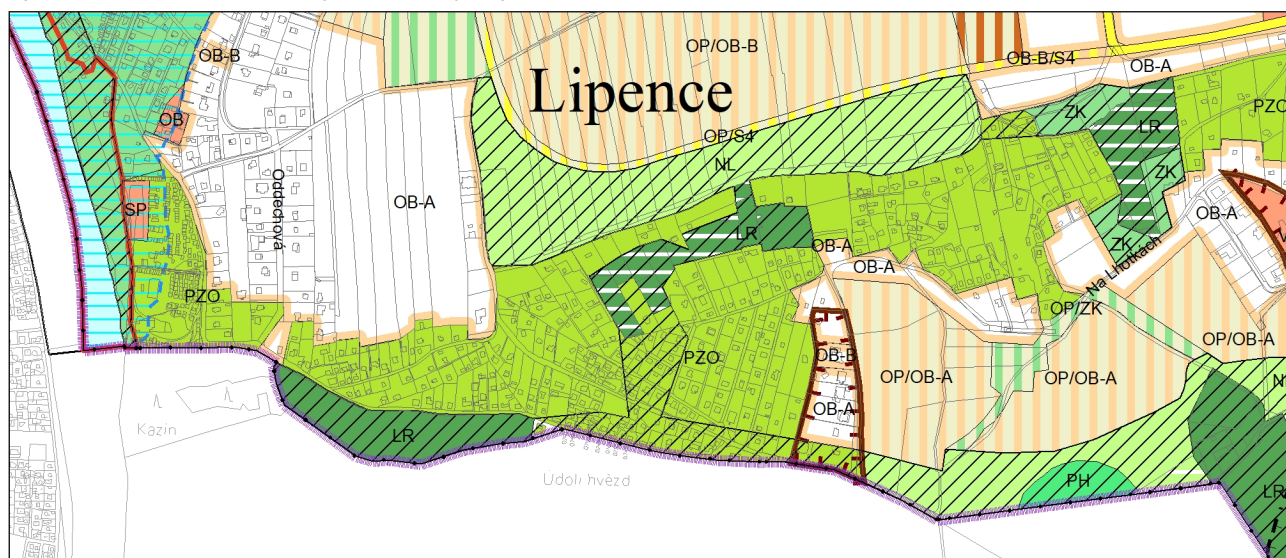 OP/OB-B
OB-B
OB-B/S4
OB-A
Lipence
PZO
OB
ZK
LR
OP/S4
NL
ZK
Oddechová
OB-A
SP
OB-A
LR
OB-A
ZK
Na Lhotkách
OB-A
PZO
OP/ZK
OP/OB-A
PZO
OB-B
OP/OB-A
OP/OB-A
OB-A
Kazín
LR
Údolí hvězd
PH
LR